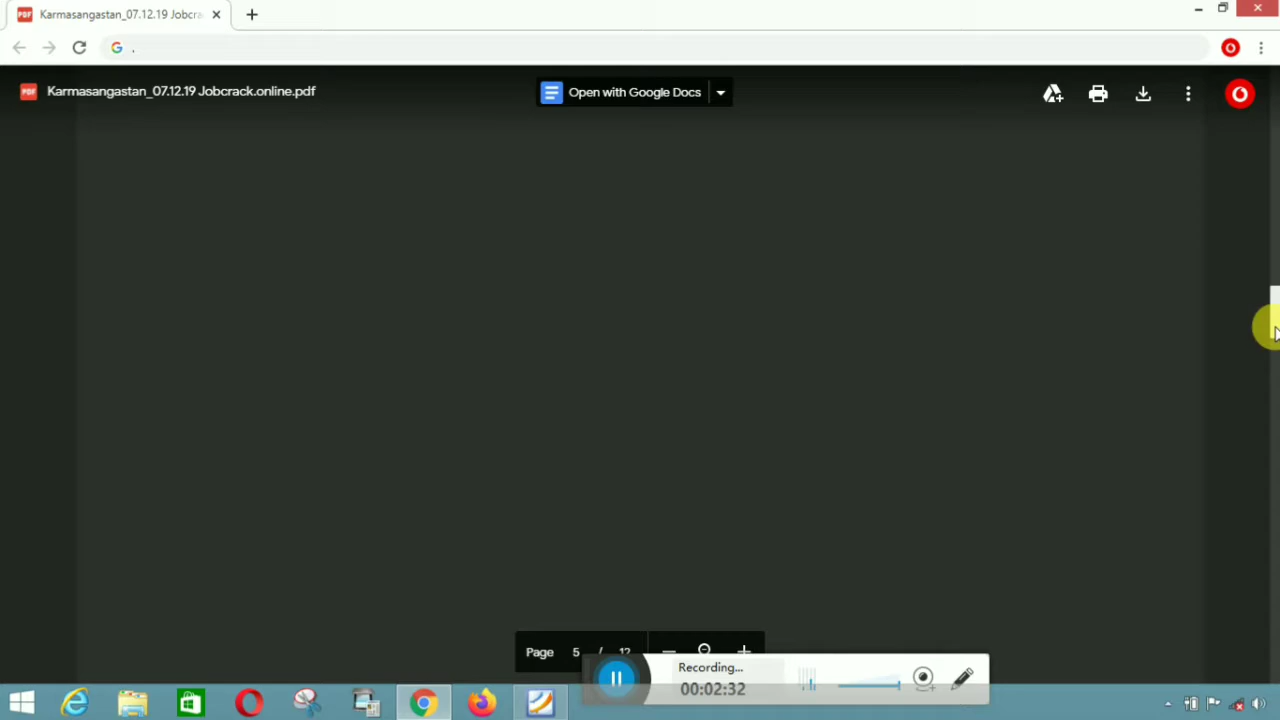 Karmasangastan_07.12.19 Jobcra
Karmasangastan_07.12.19 Jobcrack.online.pdf
Open with Google Docs
Page 5 / 12
Recording...
00:02:32